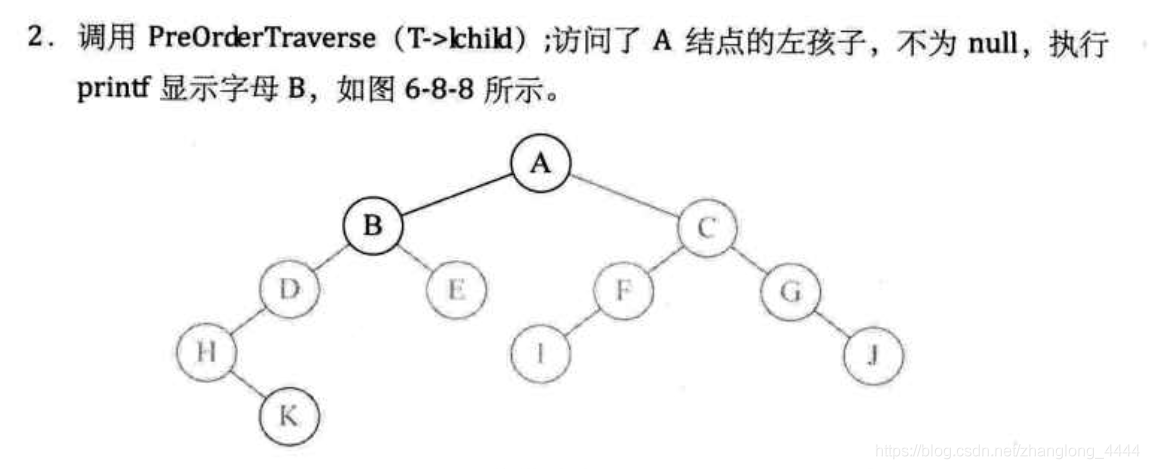 2. 调用 PreOrderTraverse（T->lchild）;访问了 A 结点的左孩子，不为 null，执行
printf 显示字母 B，如图 6-8-8 所示。
A
B
C
D
E
F
G
H
I
J
K
https://blog.csdn.net/zhanglong_4444